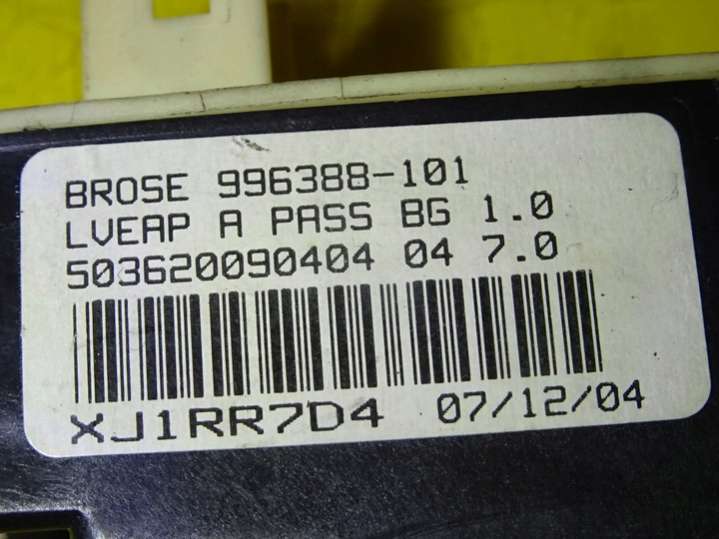 BROSE 996388-101
LVEAP A PASS BG 1.0
503620090404 04 7.0
XJ1RR7D4 07/12/04